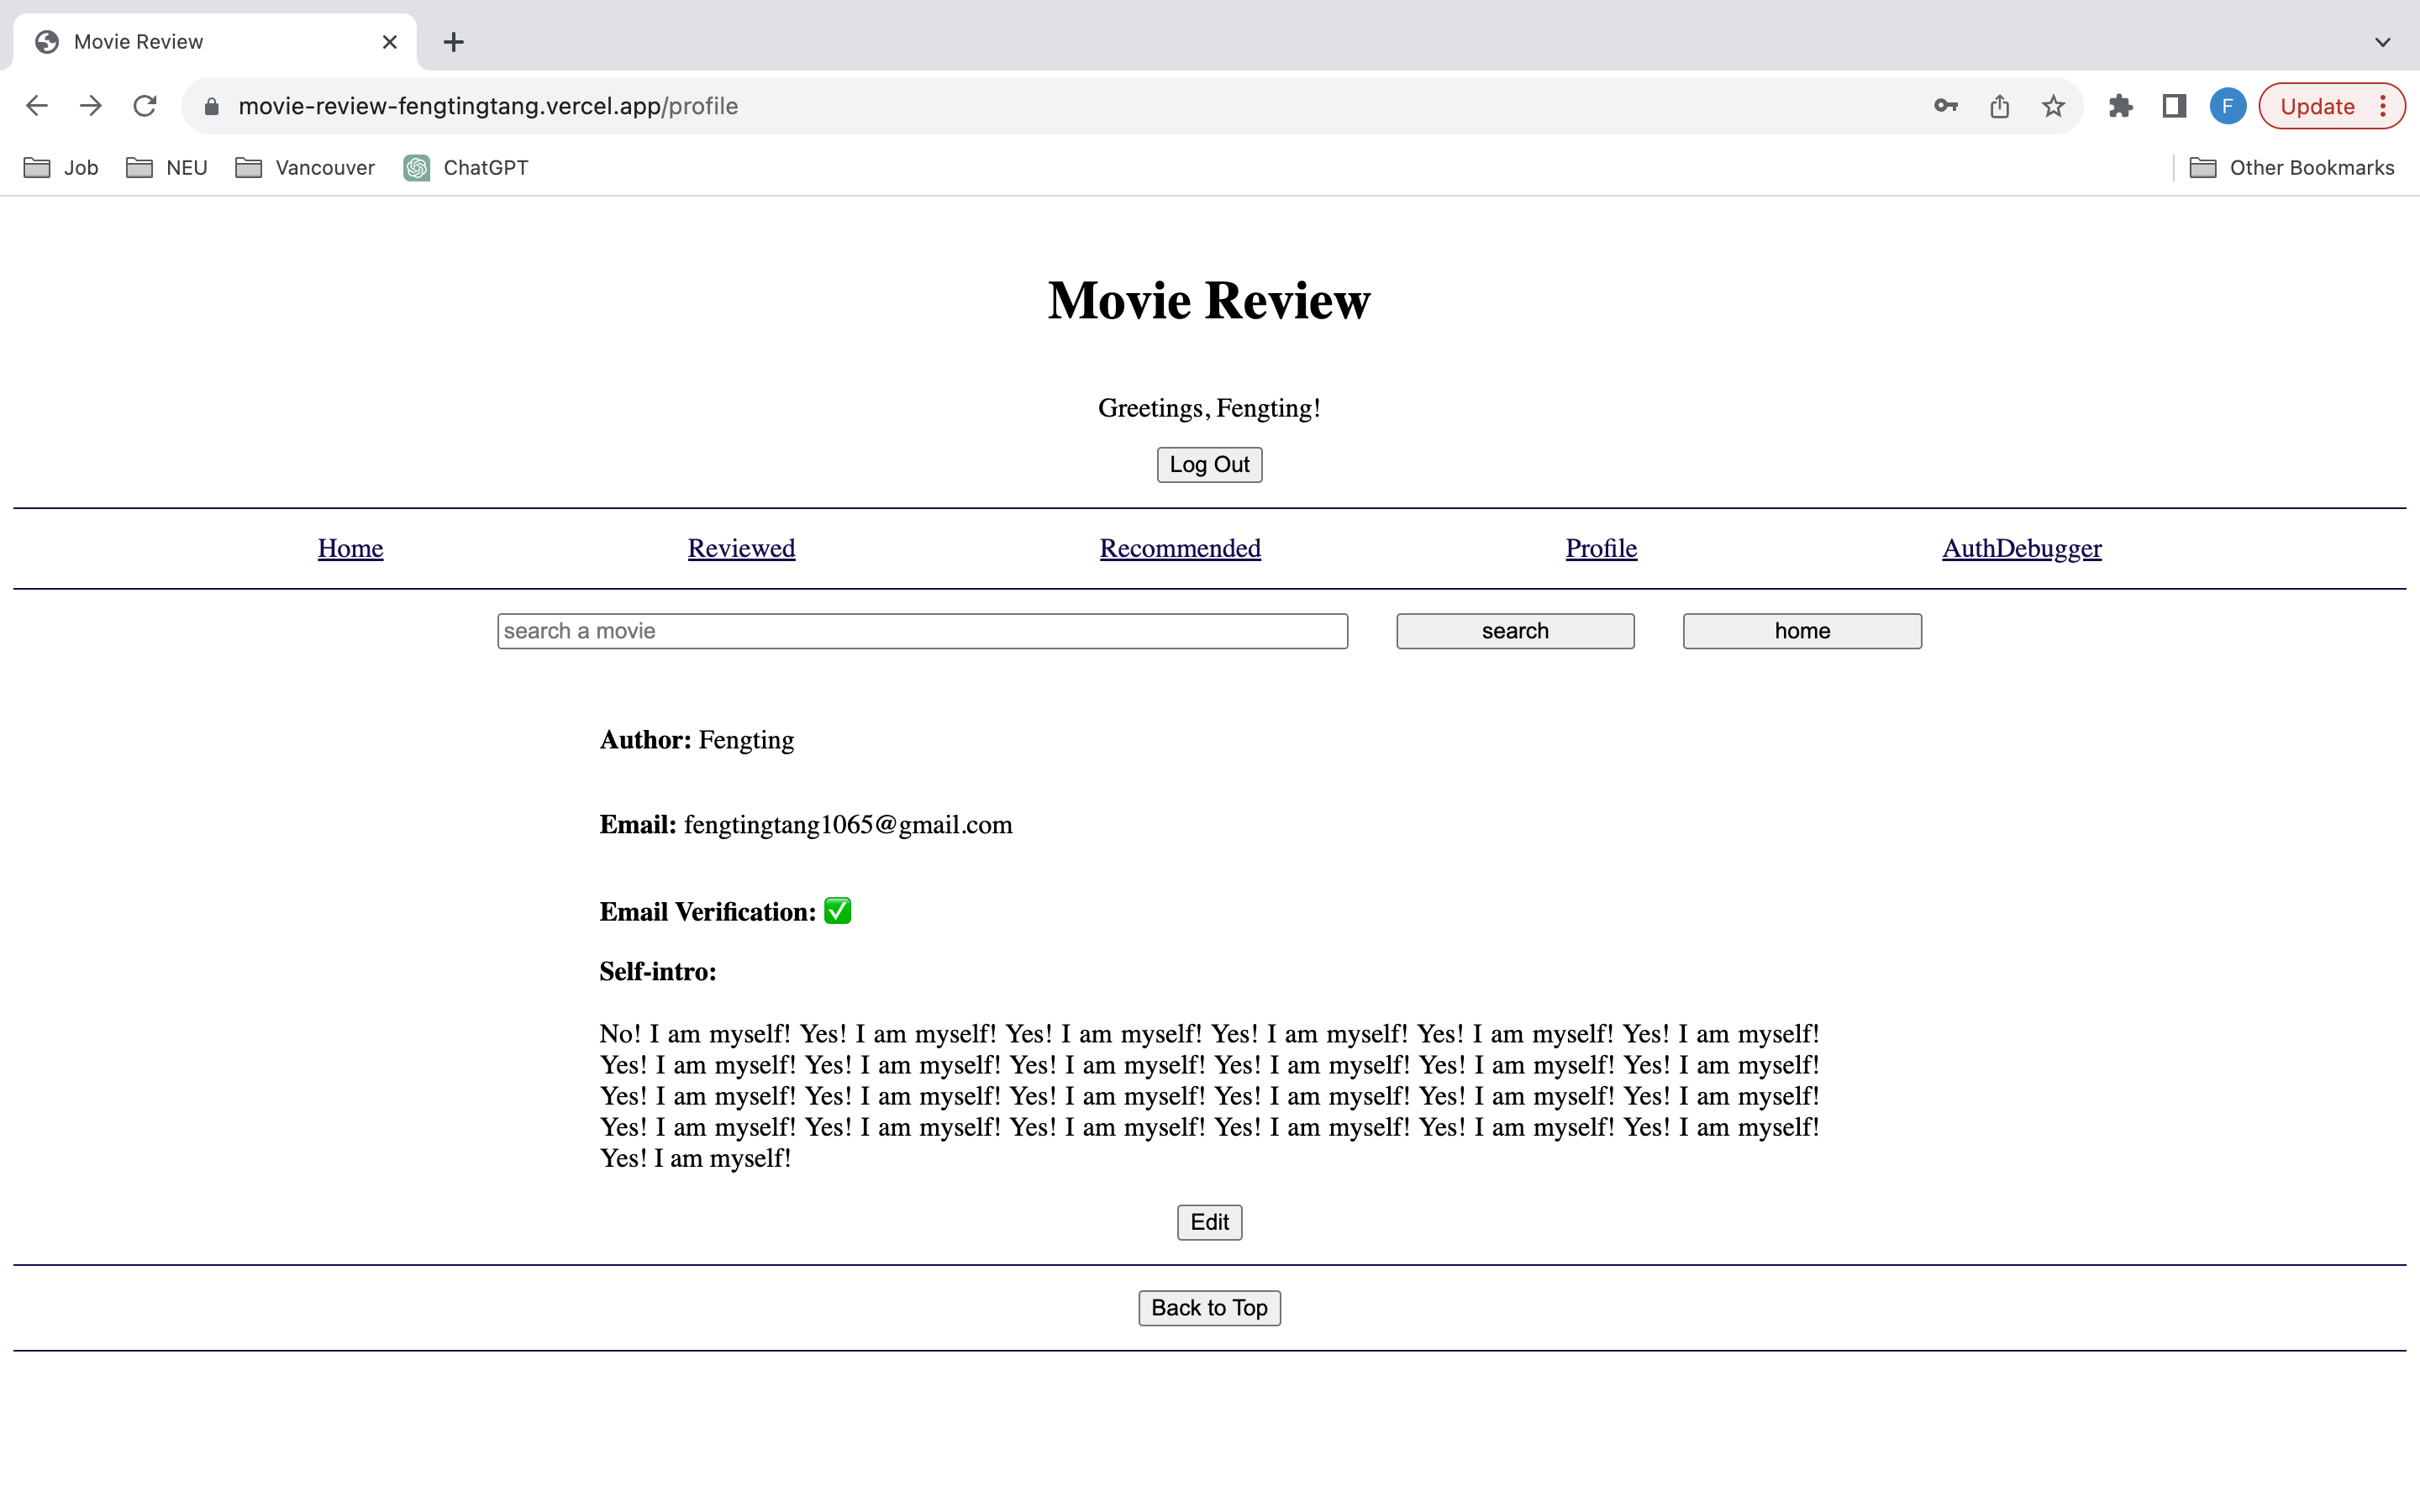 Movie Review
movie-review-fengtingtang.vercel.app/profile
F
Update
Job NEU Vancouver ChatGPT Other Bookmarks
Movie Review
Greetings, Fengting!
Log Out
Home Reviewed Recommended Profile AuthDebugger
search a movie search home
Author: Fengting
Email: fengtingtang1065@gmail.com
Email Verification: ✅
Self-intro:
No! I am myself! Yes! I am myself! Yes! I am myself! Yes! I am myself! Yes! I am myself! Yes! I am myself!
Yes! I am myself! Yes! I am myself! Yes! I am myself! Yes! I am myself! Yes! I am myself! Yes! I am myself!
Yes! I am myself! Yes! I am myself! Yes! I am myself! Yes! I am myself! Yes! I am myself! Yes! I am myself!
Yes! I am myself! Yes! I am myself! Yes! I am myself! Yes! I am myself! Yes! I am myself! Yes! I am myself!
Yes! I am myself!
Edit
Back to Top